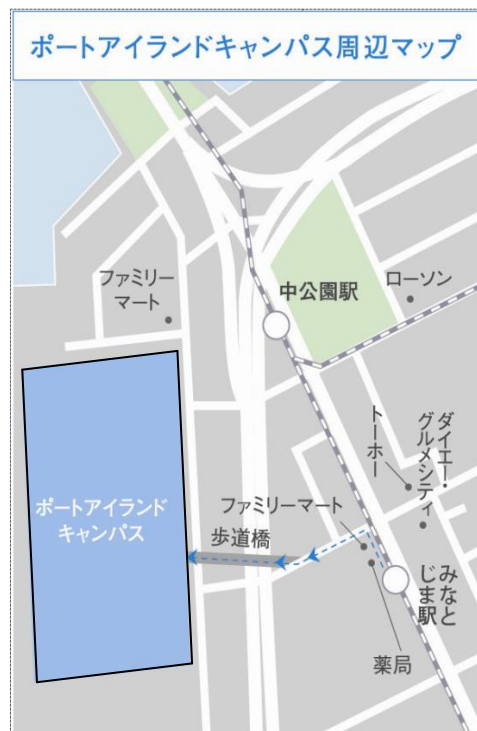 ポートアイランドキャンパス周辺マップ
ファミリー
マート
中公園駅
ローソン
ダイエー・
グルメシティ
トーホー
ポートアイランド
キャンパス
ファミリーマート
歩道橋
みなと
じま駅
薬局